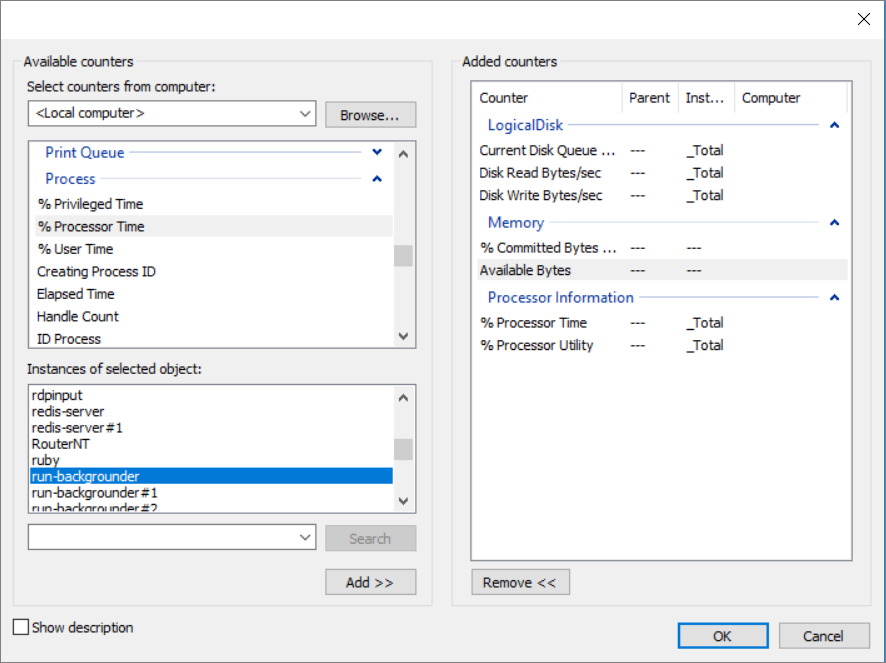 Available counters
Select counters from computer:
<Local computer>
Browse...
Print Queue
Process
% Privileged Time
% Processor Time
% User Time
Creating Process ID
Elapsed Time
Handle Count
ID Process
Instances of selected object:
rdpinput
redis-server
redis-server#1
RouterNT
ruby
run-backgrounder
run-backgrounder#1
run-backgrounder#2
Search
Add >>
Show description
Added counters
Counter Parent Inst... Computer
LogicalDisk
Current Disk Queue ... --- _Total
Disk Read Bytes/sec --- _Total
Disk Write Bytes/sec --- _Total
Memory
% Committed Bytes ... --- ---
Available Bytes --- ---
Processor Information
% Processor Time --- _Total
% Processor Utility --- _Total
Remove <<
OK
Cancel